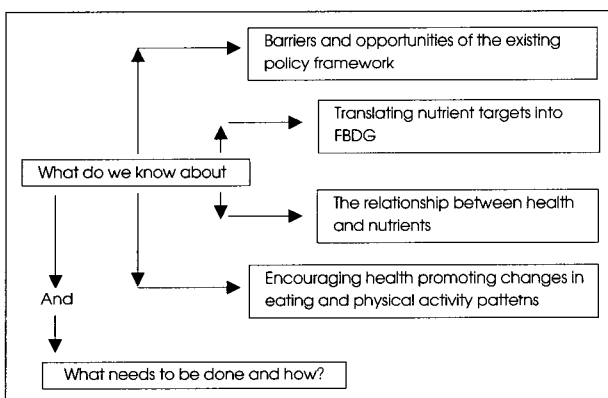 Barriers and opportunities of the existing
policy framework
Translating nutrient targets into
FBDG
What do we know about
The relationship between health
and nutrients
Encouraging health promoting changes in
eating and physical activity patterns
And
What needs to be done and how?